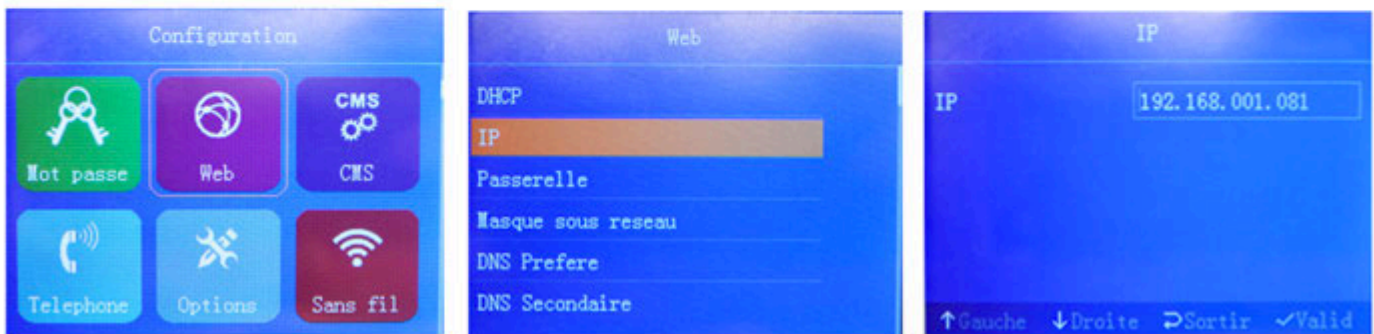 Configuration
Mot passe
Web
CMS
CMS
Telephone
Options
Sans fil
Web
DHCP
IP
Passerelle
Masque sous reseau
DNS Prefere
DNS Secondaire
IP
IP 192.168.001.081
↑Gauche ↓Droite Sortir ✓Valid